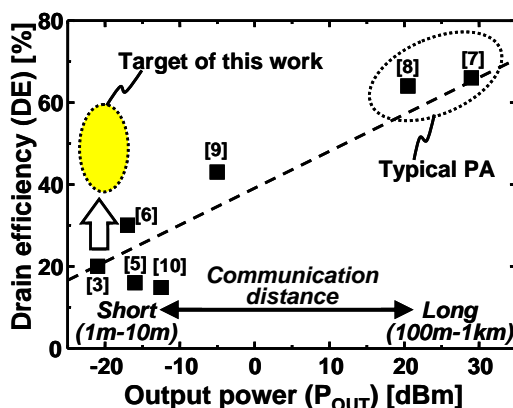 Drain efficiency (DE) [%]
80
60
40
20
0
Target of this work
[8]
[7]
Typical PA
[9]
[6]
[3]
[5]
[10]
Communication
distance
Short
(1m-10m)
Long
(100m-1km)
-20
-10
0
10
20
30
Output power (POUT) [dBm]